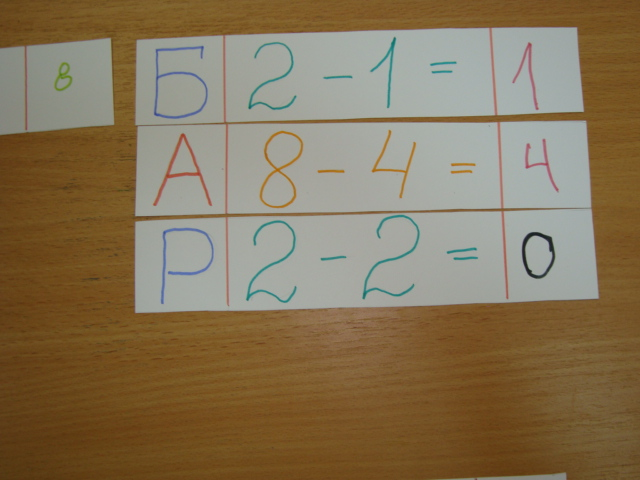 8
Б 2 - 1 = 1
А 8 - 4 = 4
Р 2 - 2 = 0